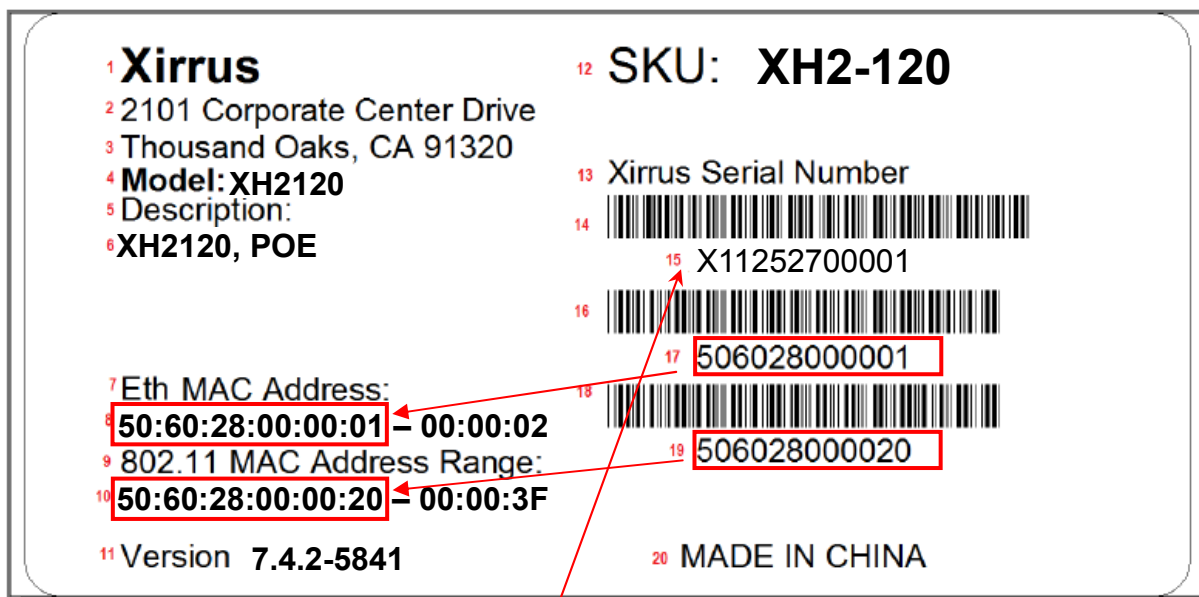 1 Xirrus
2 2101 Corporate Center Drive
3 Thousand Oaks, CA 91320
4 Model: XH2120
5 Description:
6 XH2120, POE
7 Eth MAC Address:
8 50:60:28:00:00:01 – 00:00:02
9 802.11 MAC Address Range:
10 50:60:28:00:00:20 – 00:00:3F
11 Version 7.4.2-5841
12 SKU: XH2-120
13 Xirrus Serial Number
14
15 X11252700001
16
17 506028000001
18
19 506028000020
20 MADE IN CHINA